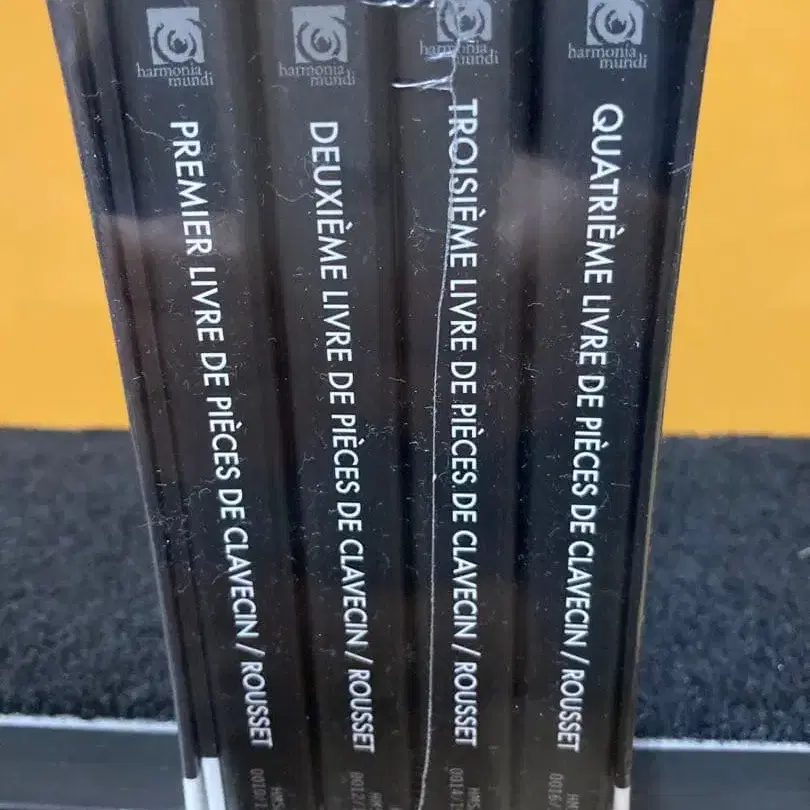 harmonia
mundi
PREMIER LIVRE DE PIÈCES DE CLAVECIN / ROUSSET
harmonia
mundi
DEUXIÈME LIVRE DE PIÈCES DE CLAVECIN / ROUSSET
harmonia
mundi
TROISIÈME LIVRE DE PIÈCES DE CLAVECIN / ROUSSET
harmonia
mundi
QUATRIÈME LIVRE DE PIÈCES DE CLAVECIN / ROUSSET